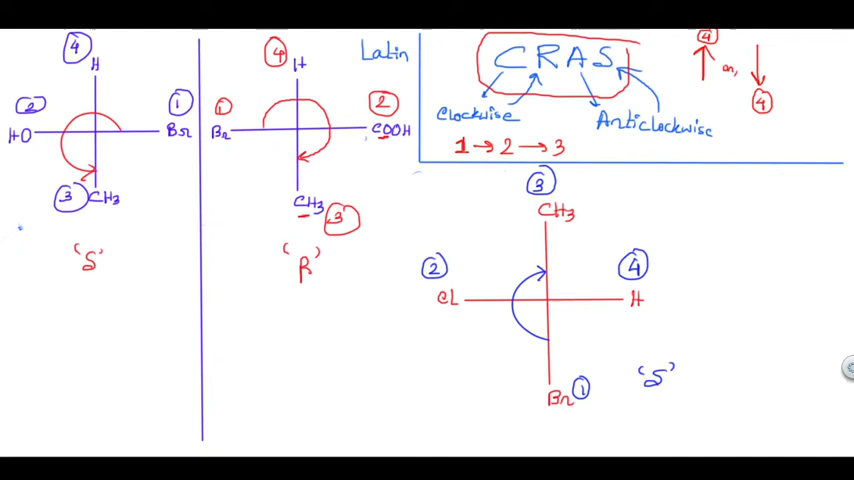 4
H
2
1
HO
Br
3
CH3
'S'
4
H
1
2
Br
COOH
CH3
3
'R'
Latin
CRAS
Clockwise
Anticlockwise
1 → 2 → 3
4
or,
4
3
CH3
2
4
CL
H
Br
1
'S'